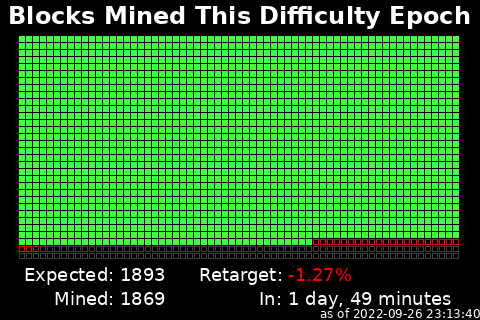 Blocks Mined This Difficulty Epoch
Expected: 1893 Retarget: -1.27%
Mined: 1869 In: 1 day, 49 minutes
as of 2022-09-26 23:13:40